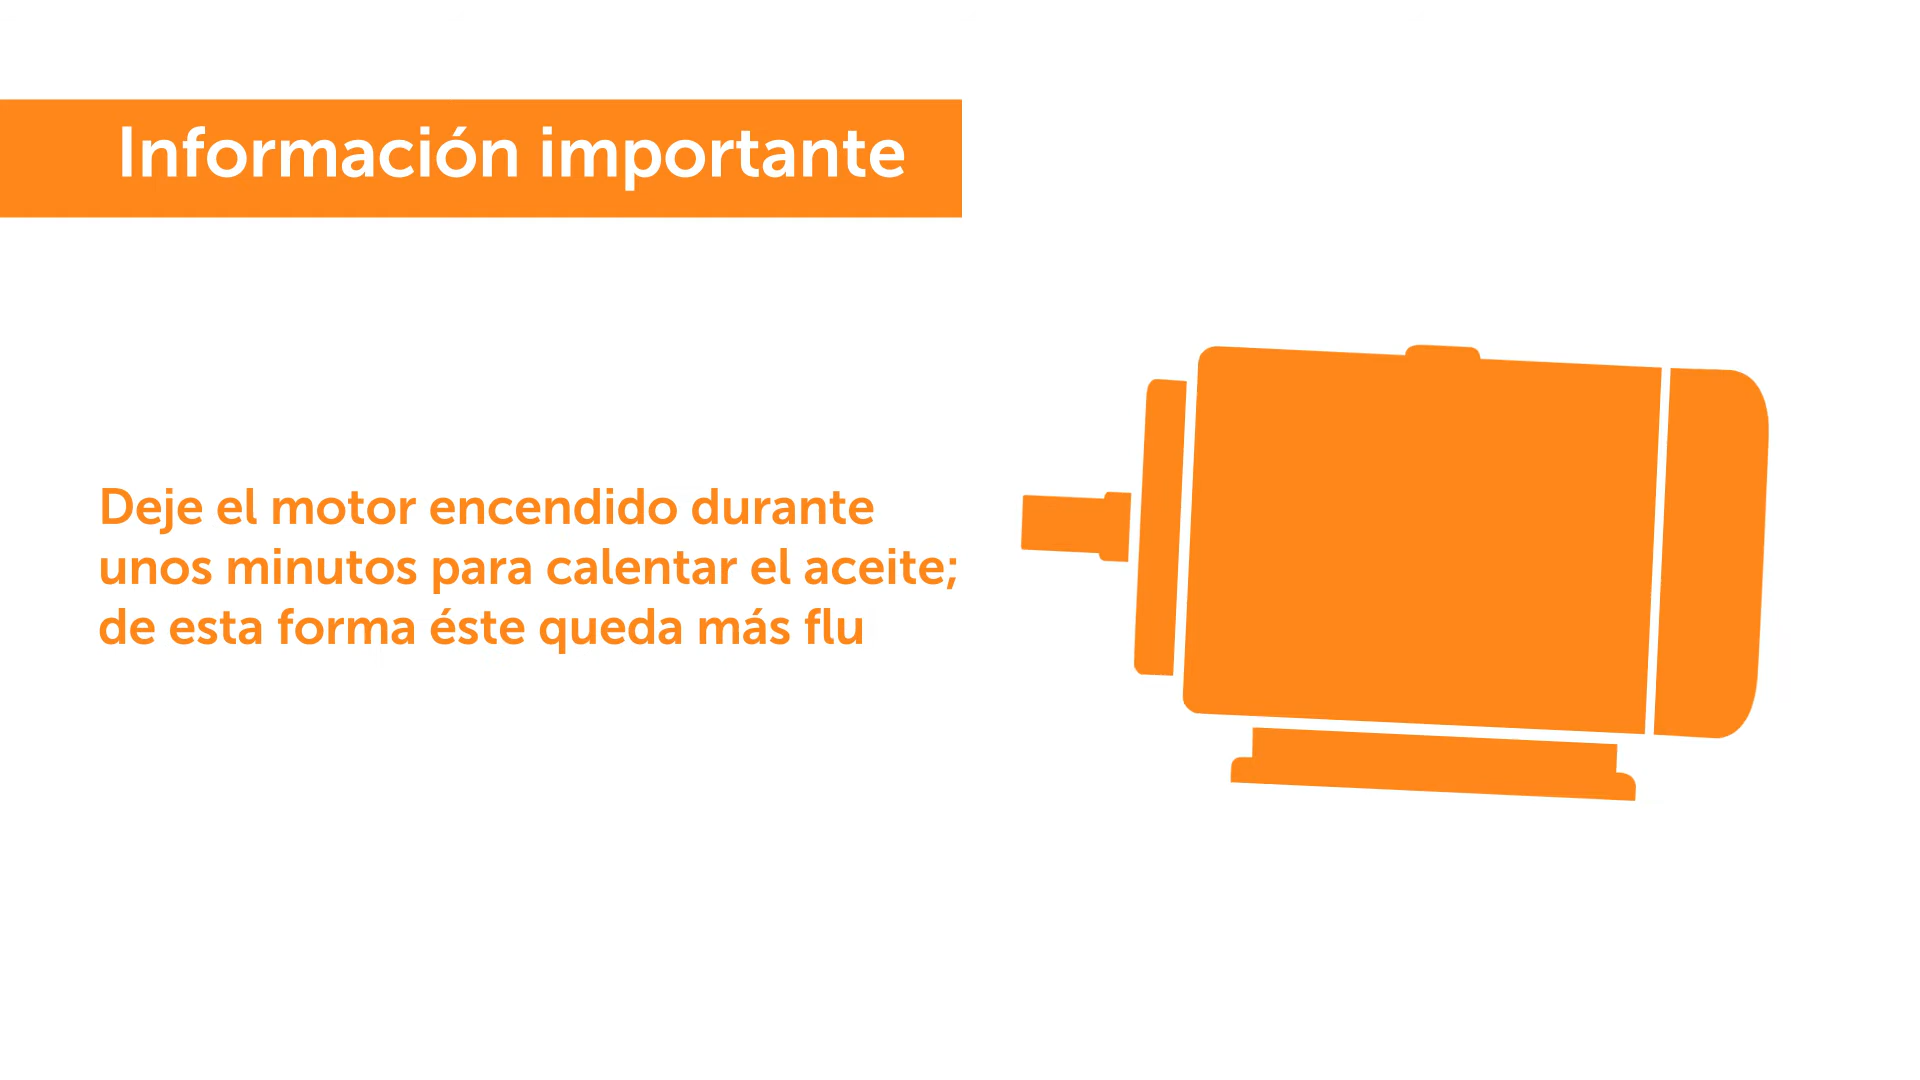 Información importante
Deje el motor encendido durante
unos minutos para calentar el aceite;
de esta forma éste queda más flu